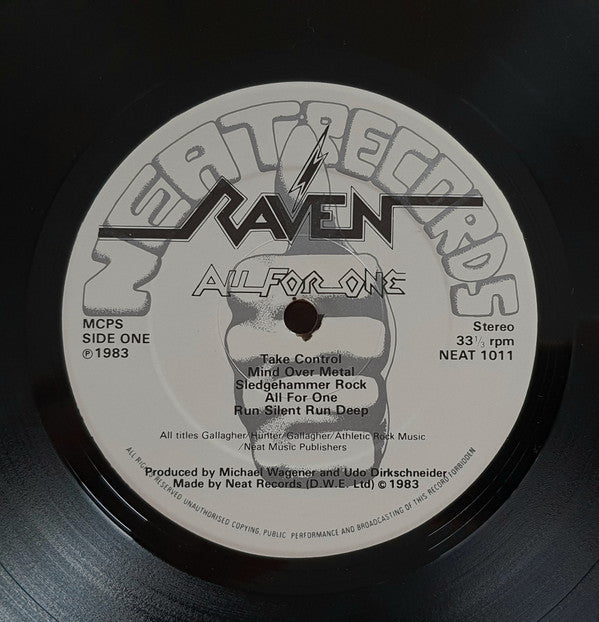 NEAT RECORDS
RAVEN
ALL FOR ONE
MCPS
SIDE ONE
℗ 1983
Stereo
33 1/3 rpm
NEAT 1011
Take Control
Mind Over Metal
Sledgehammer Rock
All For One
Run Silent Run Deep
All titles Gallagher/Hunter/Gallagher/Athletic Rock Music
/Neat Music Publishers
Produced by Michael Wagener and Udo Dirkschneider
Made by Neat Records (D.W.E. Ltd) © 1983
ALL RIGHTS RESERVED UNAUTHORISED COPYING, PUBLIC PERFORMANCE AND BROADCASTING OF THIS RECORD FORBIDDEN